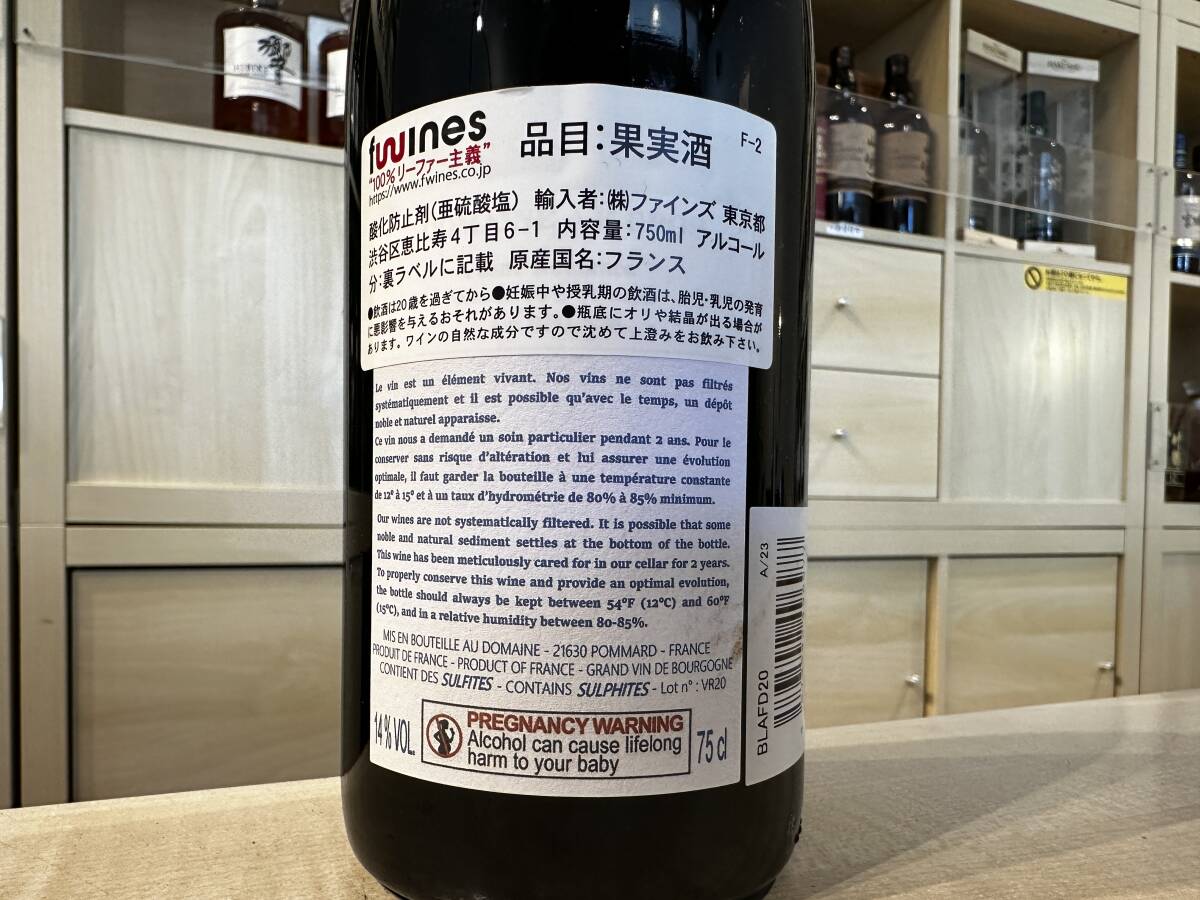 fwines
"100%リーファー主義"
https://www.fwines.co.jp
品目:果実酒
F-2
酸化防止剤(亜硫酸塩) 輸入者:㈱ファインズ 東京都
渋谷区恵比寿4丁目6-1 内容量:750ml アルコール
分:裏ラベルに記載 原産国名:フランス
●飲酒は20歳を過ぎてから●妊娠中や授乳期の飲酒は、胎児・乳児の発育
に悪影響を与えるおそれがあります。●瓶底にオリや結晶が出る場合が
あります。ワインの自然な成分ですので沈めて上澄みをお飲み下さい。
Le vin est un élément vivant. Nos vins ne sont pas filtrés
systématiquement et il est possible qu'avec le temps, un dépôt
noble et naturel apparaisse.
Ce vin nous a demandé un soin particulier pendant 2 ans. Pour le
conserver sans risque d'altération et lui assurer une évolution
optimale, il faut garder la bouteille à une température constante
de 12° à 15° et à un taux d'hydrométrie de 80% à 85% minimum.
Our wines are not systematically filtered. It is possible that some
noble and natural sediment settles at the bottom of the bottle.
This wine has been meticulously cared for in our cellar for 2 years.
To properly conserve this wine and provide an optimal evolution,
the bottle should always be kept between 54°F (12°C) and 60°F
(15°C), and in a relative humidity between 80-85%.
MIS EN BOUTEILLE AU DOMAINE - 21630 POMMARD - FRANCE
PRODUIT DE FRANCE - PRODUCT OF FRANCE - GRAND VIN DE BOURGOGNE
CONTIENT DES SULFITES - CONTAINS SULPHITES - Lot n° : VR20
14% VOL.
PREGNANCY WARNING
Alcohol can cause lifelong
harm to your baby
75 cl
A/23
BLAFD20
響